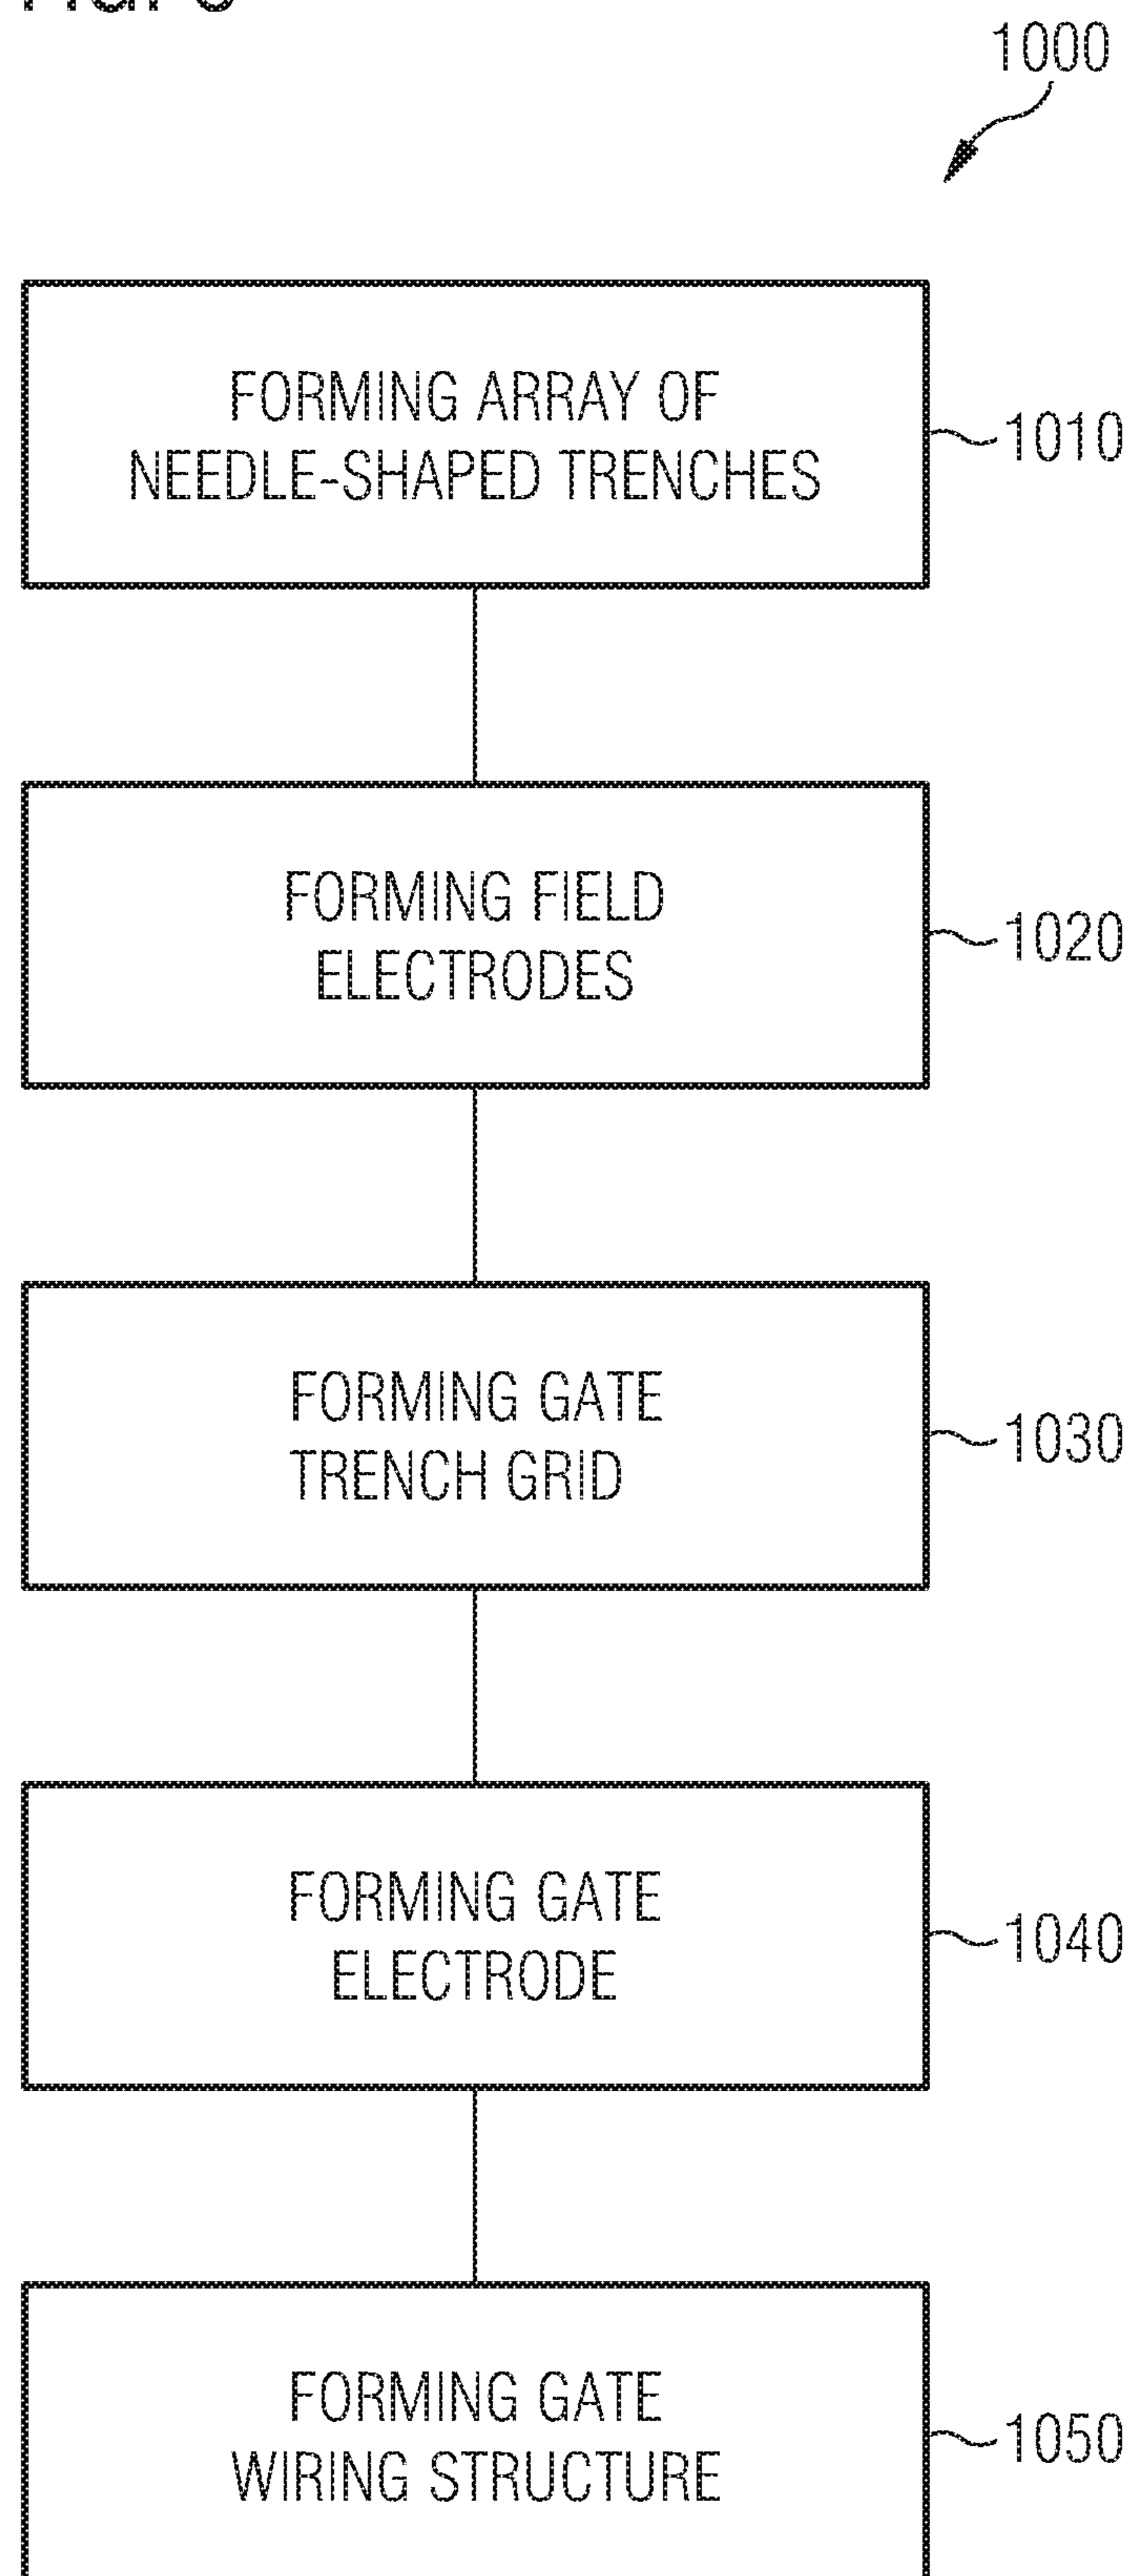 1000
FORMING ARRAY OF
NEEDLE-SHAPED TRENCHES
1010
FORMING FIELD
ELECTRODES
1020
FORMING GATE
TRENCH GRID
1030
FORMING GATE
ELECTRODE
1040
FORMING GATE
WIRING STRUCTURE
1050